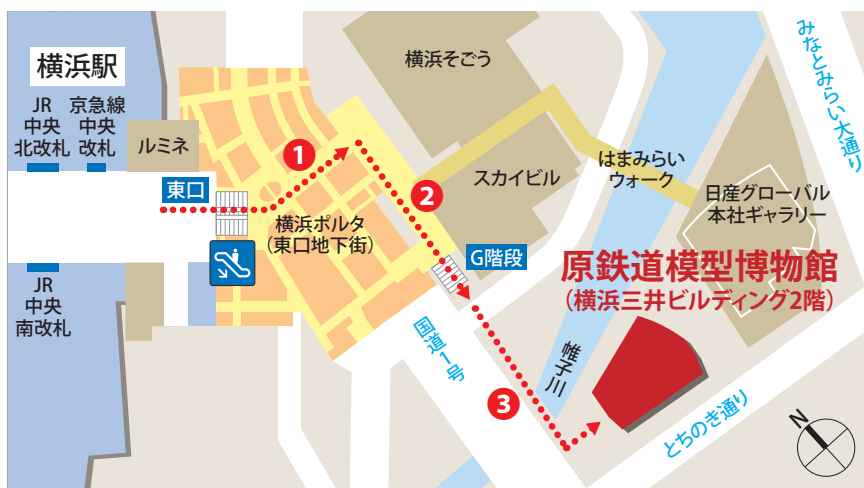 横浜駅
JR
中央
北改札
京急線
中央
改札
ルミネ
東口
JR
中央
南改札
横浜ポルタ
(東口地下街)
1
2
3
横浜そごう
スカイビル
G階段
はまみらい
ウォーク
日産グローバル
本社ギャラリー
みなとみらい大通り
原鉄道模型博物館
(横浜三井ビルディング2階)
国道1号
帷子川
とちのき通り
N